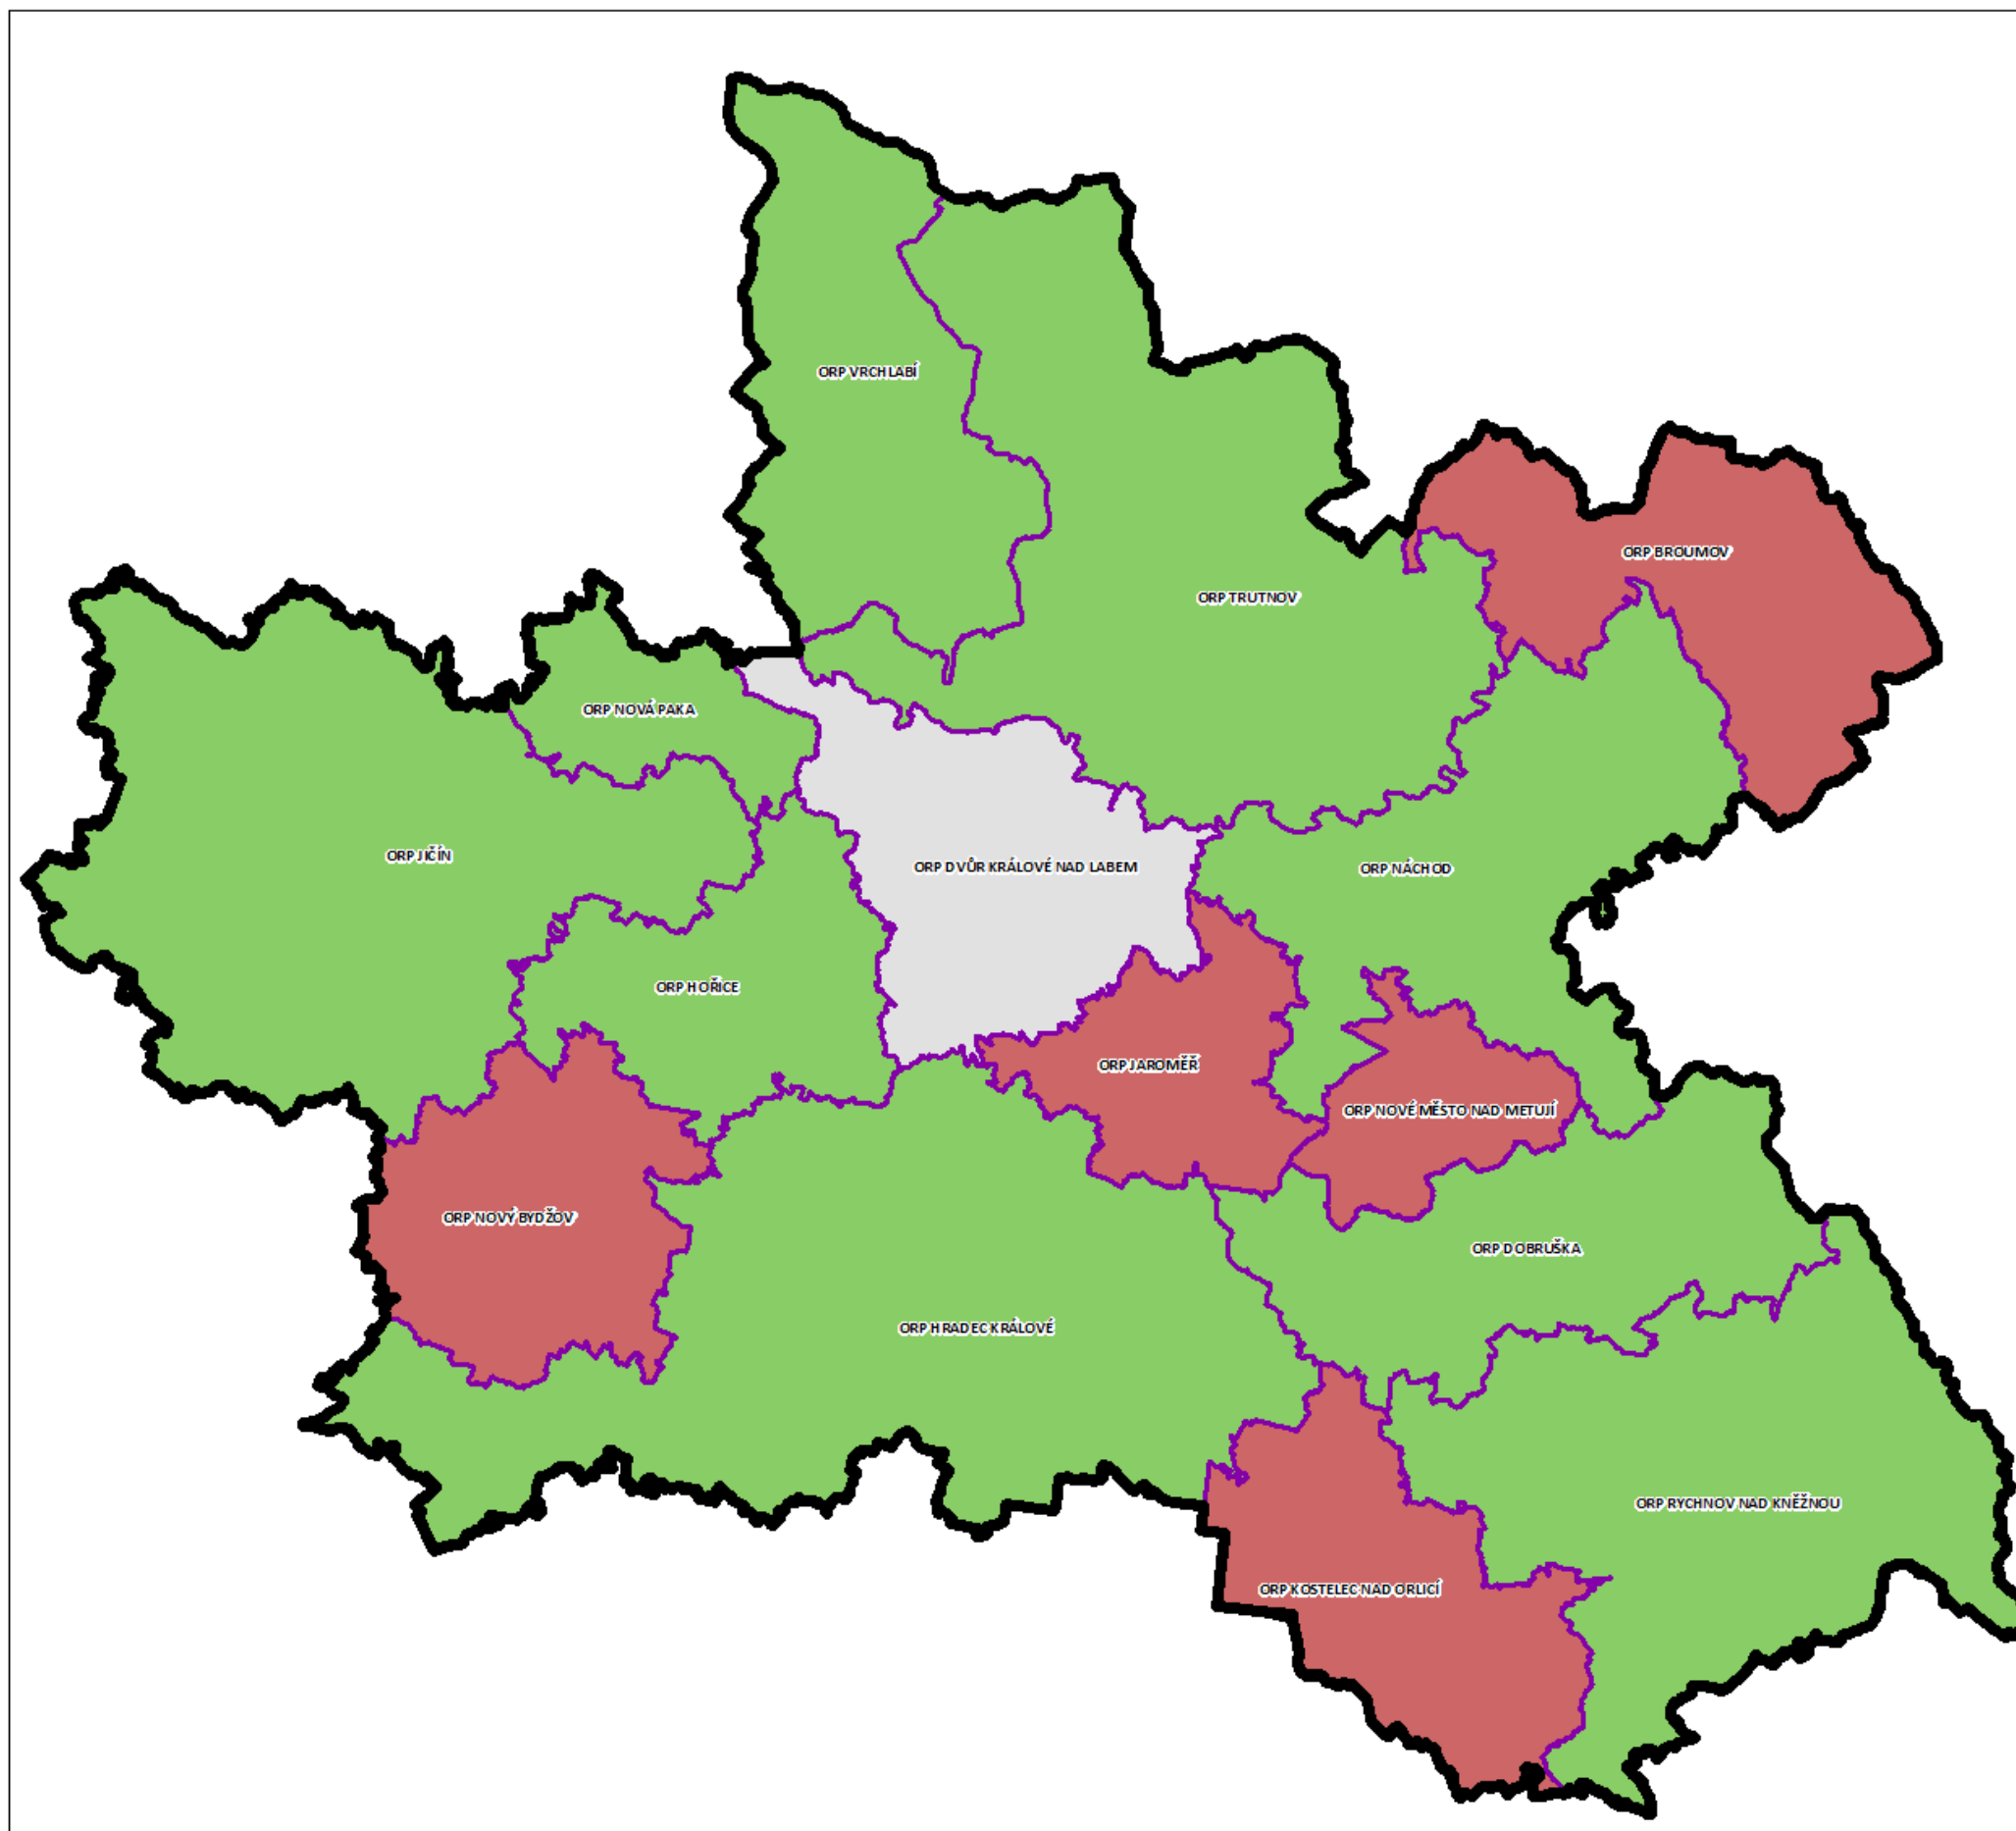 ORP VRCHLABÍ
ORP BROUMOV
ORP TRUTNOV
ORP NOVÁ PAKA
ORP JIČÍN
ORP DVŮR KRÁLOVÉ NAD LABEM
ORP NÁCHOD
ORP HOŘICE
ORP JAROMĚŘ
ORP NOVÉ MĚSTO NAD METUJÍ
ORP NOVÝ BYDŽOV
ORP DOBRUŠKA
ORP HRADEC KRÁLOVÉ
ORP RYCHNOV NAD KNĚŽNOU
ORP KOSTELEC NAD ORLICÍ